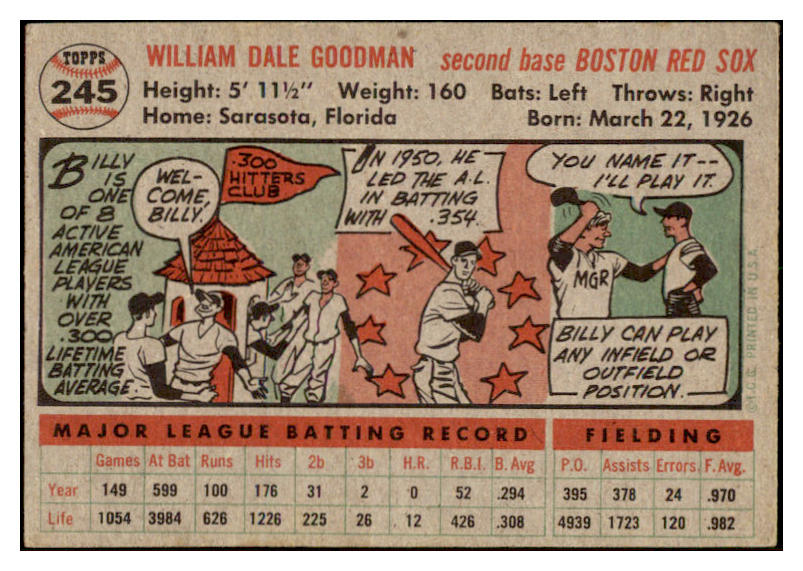 TOPPS
245
WILLIAM DALE GOODMAN second base BOSTON RED SOX
Height: 5' 11½" Weight: 160 Bats: Left Throws: Right
Home: Sarasota, Florida Born: March 22, 1926
BILLY
IS
ONE
OF 8
ACTIVE
AMERICAN
LEAGUE
PLAYERS
WITH
OVER
.300
LIFETIME
BATTING
AVERAGE.
WEL-
COME,
BILLY.
.300
HITTERS
CLUB
IN 1950, HE
LED THE A.L.
IN BATTING
WITH .354.
YOU NAME IT--
I'LL PLAY IT.
MGR
BILLY CAN PLAY
ANY INFIELD OR
OUTFIELD
POSITION.
©T.C.G. PRINTED IN U.S.A.
MAJOR LEAGUE BATTING RECORD FIELDING
Games At Bat Runs Hits 2b 3b H.R. R.B.I. B. Avg P.O. Assists Errors F. Avg.
Year 149 599 100 176 31 2 0 52 .294 395 378 24 .970
Life 1054 3984 626 1226 225 26 12 426 .308 4939 1723 120 .982